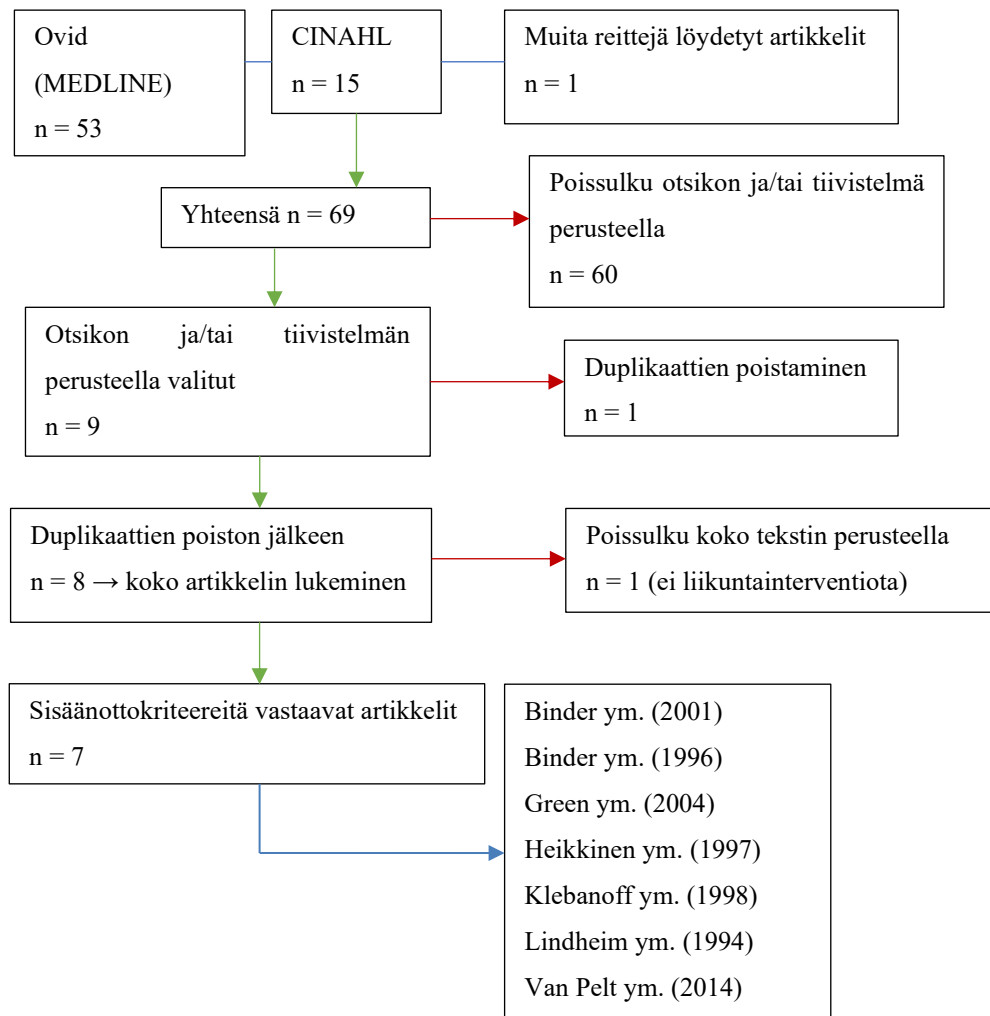 Ovid
(MEDLINE)
n = 53
CINAHL
n = 15
Muita reittejä löydetyt artikkelit
n = 1
Yhteensä n = 69
Poissulku otsikon ja/tai tiivistelmä
perusteella
n = 60
Otsikon ja/tai tiivistelmän
perusteella valitut
n = 9
Duplikaattien poistaminen
n = 1
Duplikaattien poiston jälkeen
n = 8 → koko artikkelin lukeminen
Poissulku koko tekstin perusteella
n = 1 (ei liikuntainterventiota)
Sisäänottokriteereitä vastaavat artikkelit
n = 7
Binder ym. (2001)
Binder ym. (1996)
Green ym. (2004)
Heikkinen ym. (1997)
Klebanoff ym. (1998)
Lindheim ym. (1994)
Van Pelt ym. (2014)